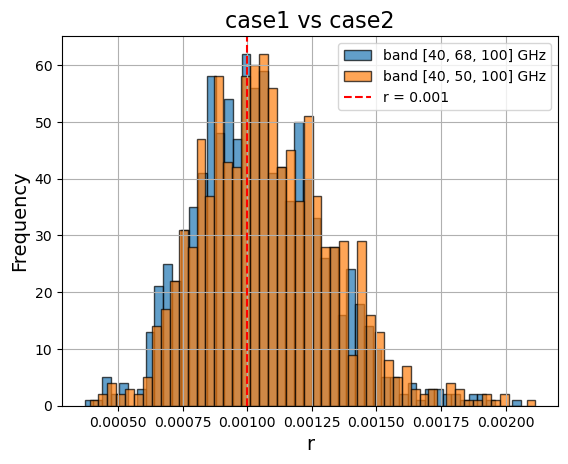 case1 vs case2
band [40, 68, 100] GHz
band [40, 50, 100] GHz
r = 0.001
Frequency
60
50
40
30
20
10
0
0.00050 0.00075 0.00100 0.00125 0.00150 0.00175 0.00200
r